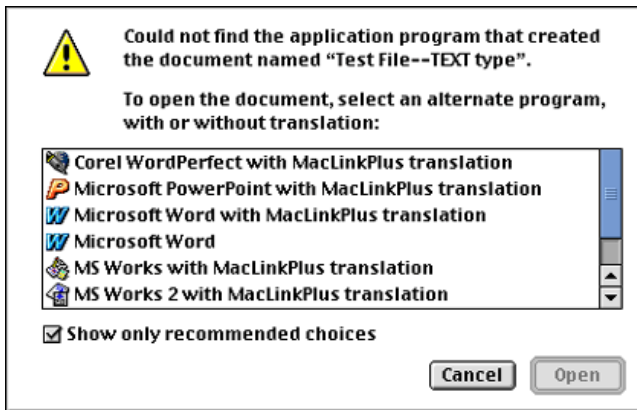 Could not find the application program that created
the document named “Test File--TEXT type”.
To open the document, select an alternate program,
with or without translation:
Corel WordPerfect with MacLinkPlus translation
Microsoft PowerPoint with MacLinkPlus translation
Microsoft Word with MacLinkPlus translation
Microsoft Word
MS Works with MacLinkPlus translation
MS Works 2 with MacLinkPlus translation
Show only recommended choices
Cancel Open